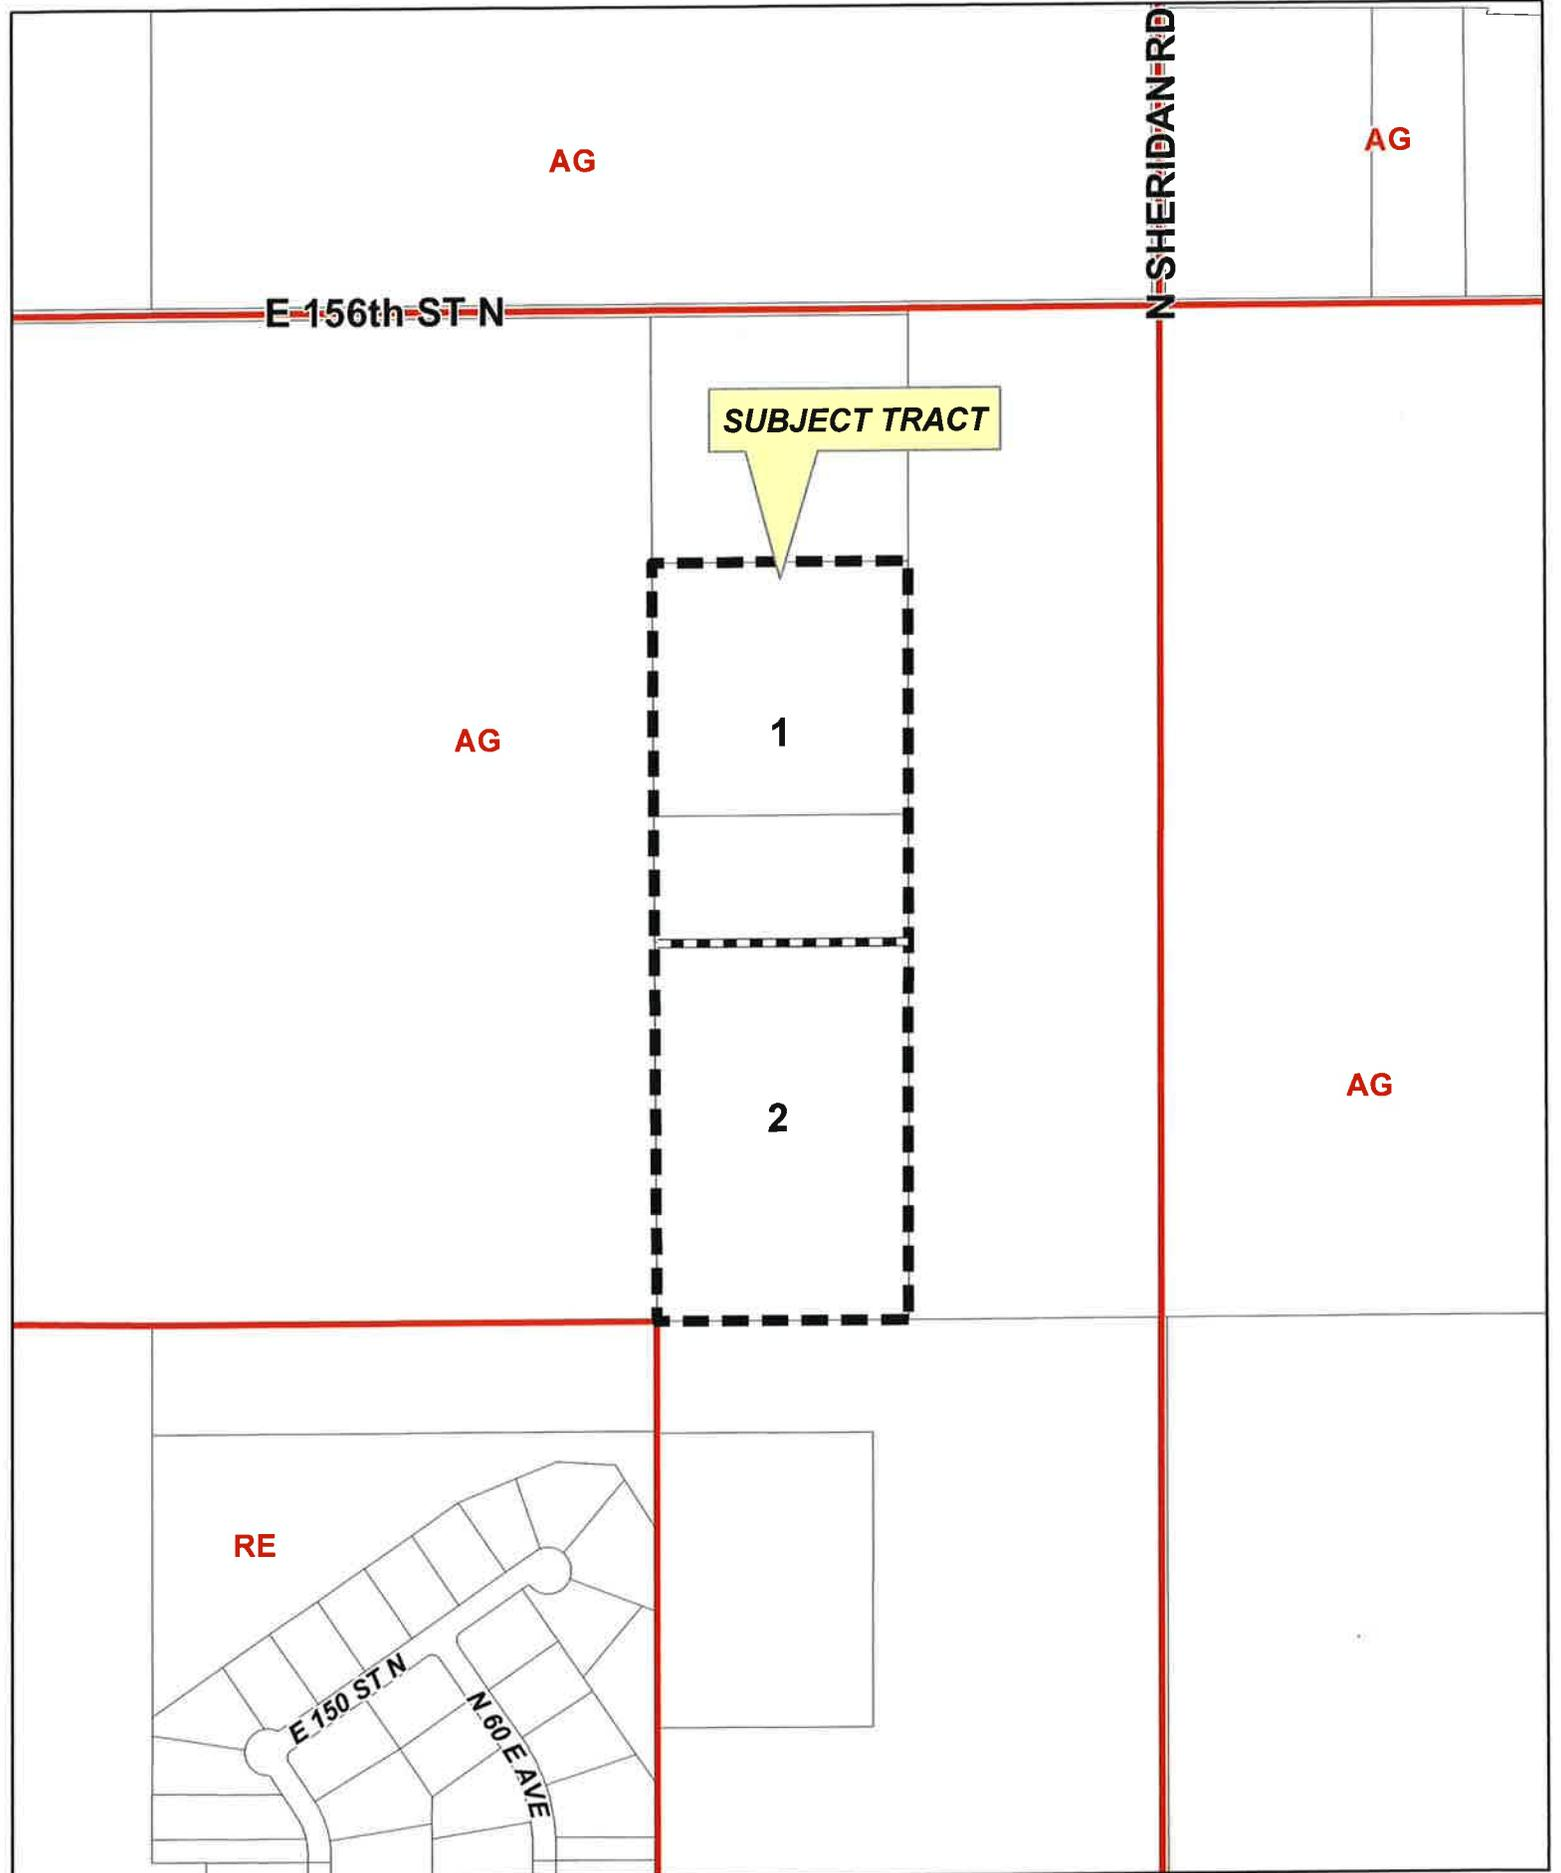 N SHERIDAN RD
AG
AG
E 156th ST N
SUBJECT TRACT
1
AG
AG
2
RE
E 150 ST N
N 60 E AVE